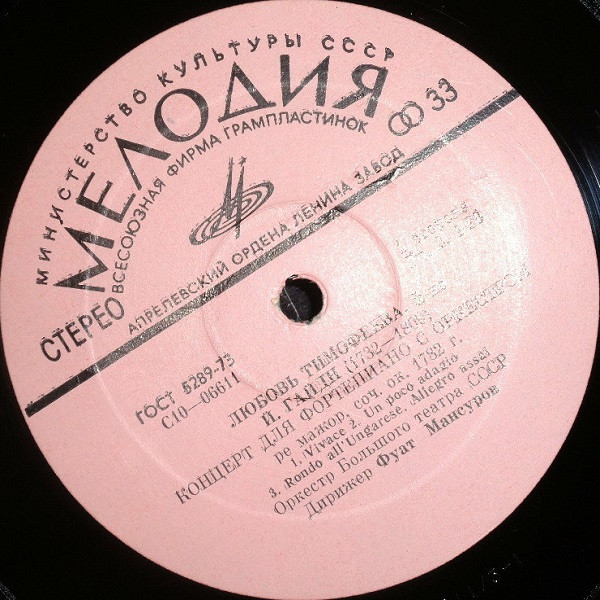 МИНИСТЕРСТВО КУЛЬТУРЫ СССР
МЕЛОДИЯ
33
ВСЕСОЮЗНАЯ ФИРМА ГРАМПЛАСТИНОК
СТЕРЕО
АПРЕЛЕВСКИЙ ОРДЕНА ЛЕНИНА ЗАВОД
ГОСТ 5289-73
С10—06611
ЛЮБОВЬ ТИМОФЕЕВА
Й. ГАЙДН (1732—1809)
КОНЦЕРТ ДЛЯ ФОРТЕПИАНО С ОРКЕСТРОМ
ре мажор, соч. ок. 1782 г.
1. Vivace 2. Un poco adagio
3. Rondo all'Ungarese. Allegro assai
Оркестр Большого театра СССР
Дирижер Фуат Мансуров